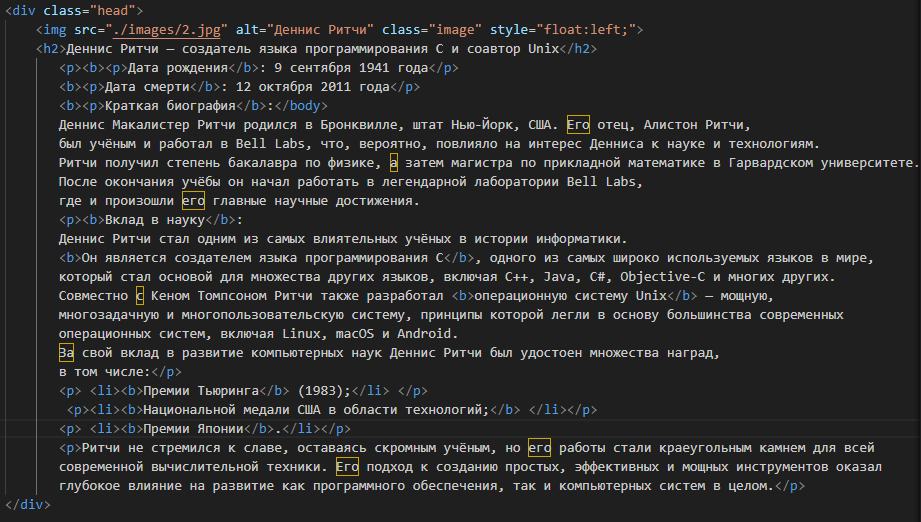 <div class="head">
<img src="./images/2.jpg" alt="Деннис Ритчи" class="image" style="float:left;">
<h2>Деннис Ритчи — создатель языка программирования C и соавтор Unix</h2>
<p><b><p>Дата рождения</b>: 9 сентября 1941 года</p>
<b><p>Дата смерти</b>: 12 октября 2011 года</p>
<b><p>Краткая биография</b>:</body>
Деннис Макалистер Ритчи родился в Бронквилле, штат Нью-Йорк, США. Его отец, Алистон Ритчи,
был учёным и работал в Bell Labs, что, вероятно, повлияло на интерес Денниса к науке и технологиям.
Ритчи получил степень бакалавра по физике, а затем магистра по прикладной математике в Гарвардском университете.
После окончания учёбы он начал работать в легендарной лаборатории Bell Labs,
где и произошли его главные научные достижения.
<p><b>Вклад в науку</b>:
Деннис Ритчи стал одним из самых влиятельных учёных в истории информатики.
<b>Он является создателем языка программирования C</b>, одного из самых широко используемых языков в мире,
который стал основой для множества других языков, включая C++, Java, C#, Objective-C и многих других.
Совместно с Кеном Томпсоном Ритчи также разработал <b>операционную систему Unix</b> — мощную,
многозадачную и многопользовательскую систему, принципы которой легли в основу большинства современных
операционных систем, включая Linux, macOS и Android.
За свой вклад в развитие компьютерных наук Деннис Ритчи был удостоен множества наград,
в том числе:</p>
<p> <li><b>Премии Тьюринга</b> (1983);</li> </p>
<p><li><b>Национальной медали США в области технологий;</b> </li></p>
<p> <li><b>Премии Японии</b>.</li></p>
<p>Ритчи не стремился к славе, оставаясь скромным учёным, но его работы стали краеугольным камнем для всей
современной вычислительной техники. Его подход к созданию простых, эффективных и мощных инструментов оказал
глубокое влияние на развитие как программного обеспечения, так и компьютерных систем в целом.</p>
</div>